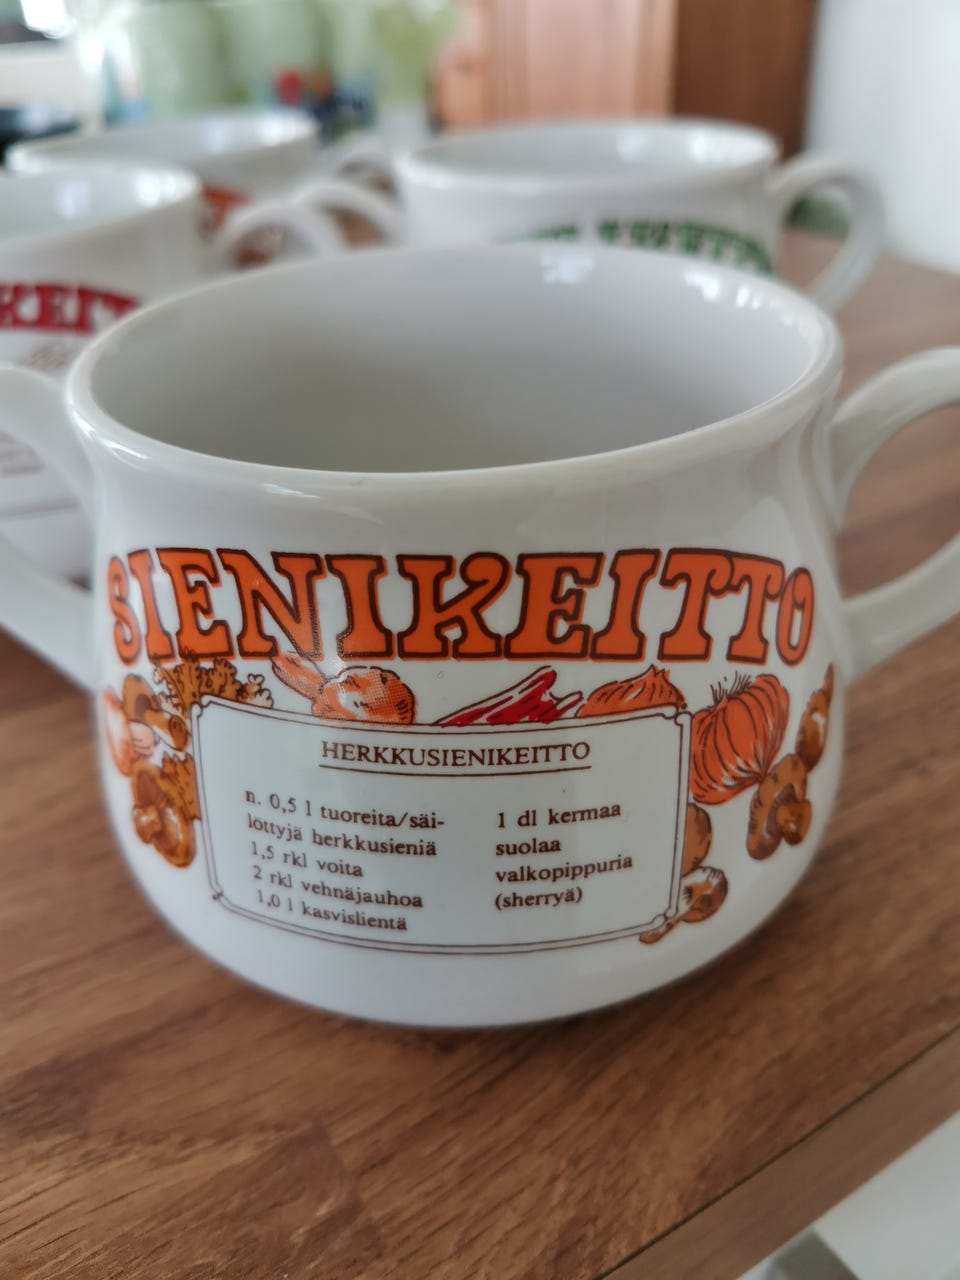 SIENIKEITTO
HERKKUSIENIKEITTO
n. 0,5 l tuoreita/säi-
löttyjä herkkusieniä
1,5 rkl voita
2 rkl vehnäjauhoa
1,0 l kasvislientä
1 dl kermaa
suolaa
valkopippuria
(sherryä)